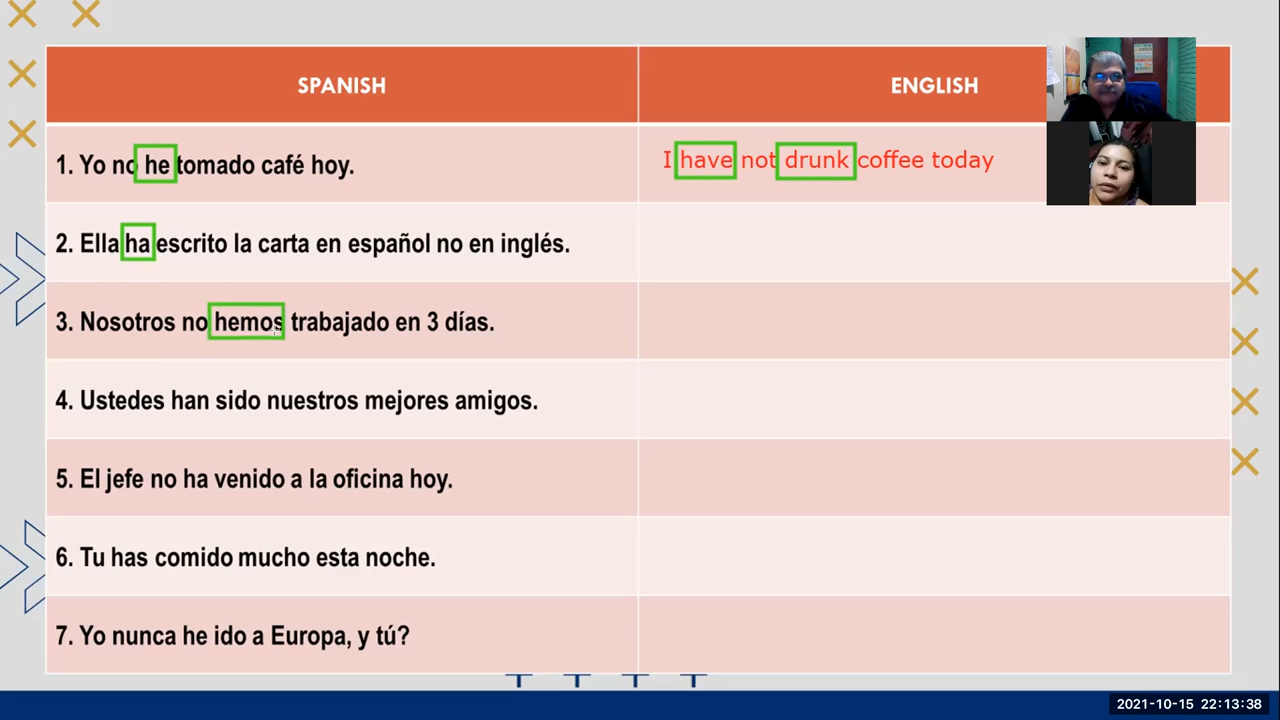 SPANISH
ENGLISH
1. Yo no he tomado café hoy.
I have not drunk coffee today
2. Ella ha escrito la carta en español no en inglés.
3. Nosotros no hemos trabajado en 3 días.
4. Ustedes han sido nuestros mejores amigos.
5. El jefe no ha venido a la oficina hoy.
6. Tu has comido mucho esta noche.
7. Yo nunca he ido a Europa, y tú?
2021-10-15 22:13:38